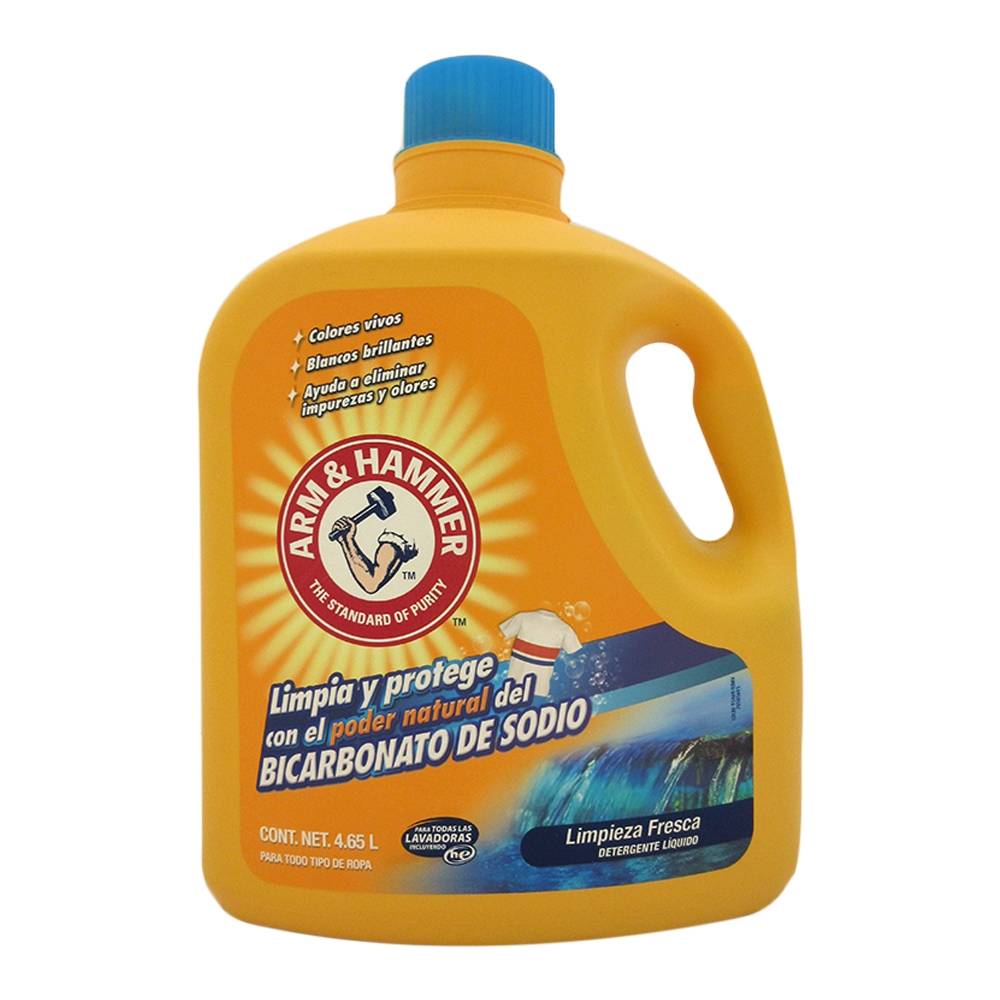 Colores vivos
Blancos brillantes
Ayuda a eliminar
impurezas y olores
ARM & HAMMER
TM
THE STANDARD OF PURITY
TM
Limpia y protege
con el poder natural del
BICARBONATO DE SODIO
CONT. NET. 4.65 L
PARA TODO TIPO DE ROPA
PARA TODAS LAS
LAVADORAS
INCLUYENDO
he
Limpieza Fresca
DETERGENTE LÍQUIDO